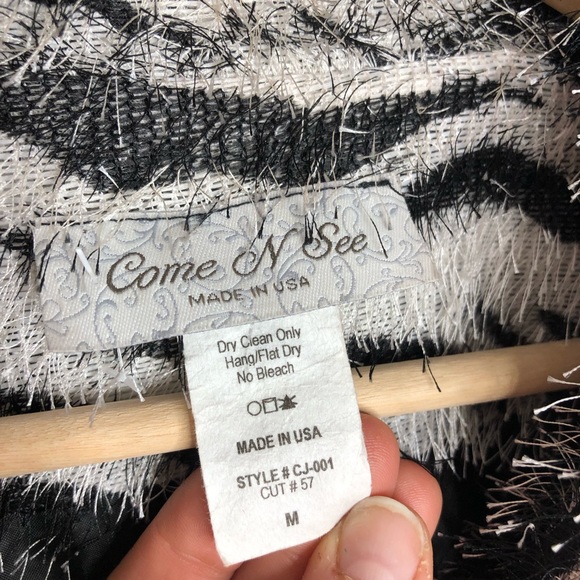 Come N See
MADE IN USA
Dry Clean Only
Hang/Flat Dry
No Bleach
MADE IN USA
STYLE # CJ-001
CUT # 57
M